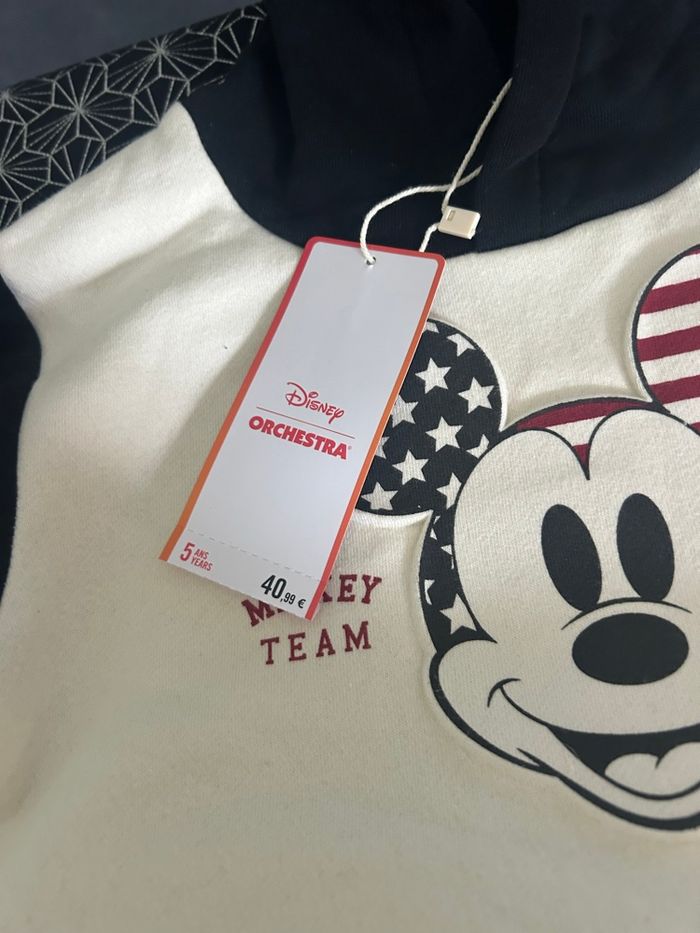 Disney
ORCHESTRA®
5 ANS
YEARS
40,99 €
TEAM